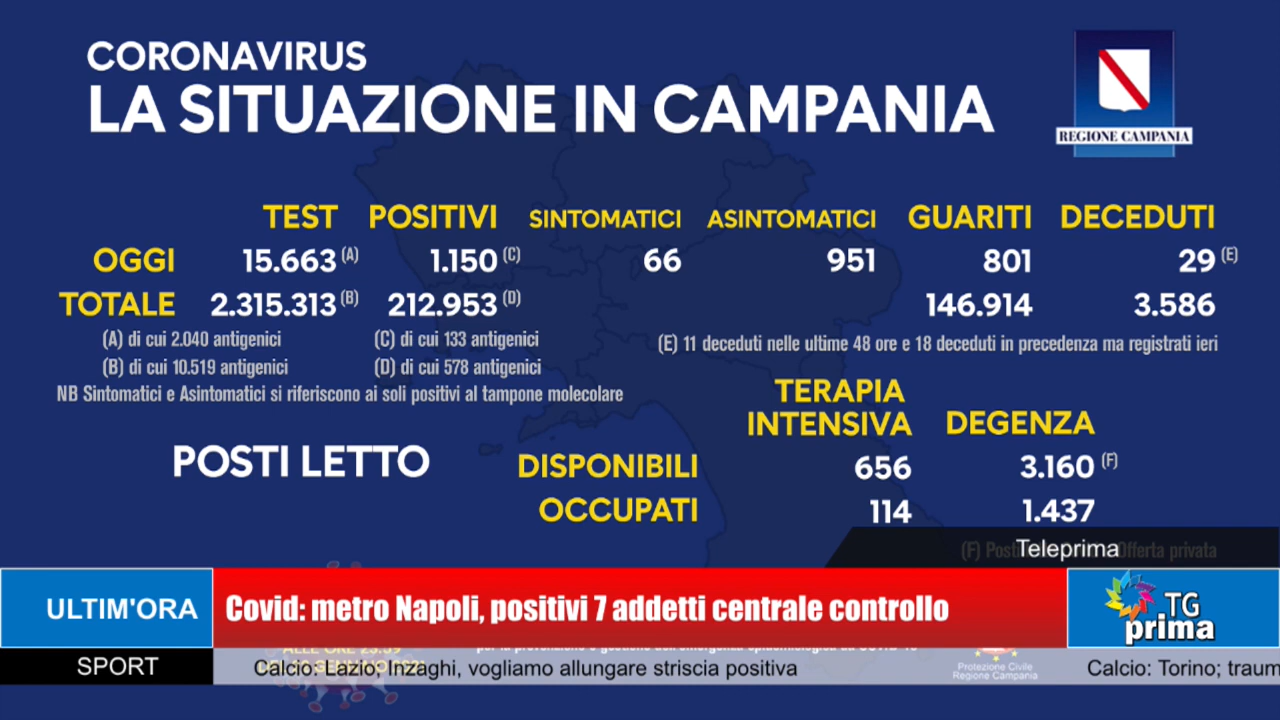 CORONAVIRUS
LA SITUAZIONE IN CAMPANIA
REGIONE CAMPANIA
TEST POSITIVI SINTOMATICI ASINTOMATICI GUARITI DECEDUTI
OGGI 15.663 (A) 1.150 (C) 66 951 801 29 (E)
TOTALE 2.315.313 (B) 212.953 (D) 146.914 3.586
(A) di cui 2.040 antigenici (C) di cui 133 antigenici (E) 11 deceduti nelle ultime 48 ore e 18 deceduti in precedenza ma registrati ieri
(B) di cui 10.519 antigenici (D) di cui 578 antigenici
NB Sintomatici e Asintomatici si riferiscono ai soli positivi al tampone molecolare
TERAPIA
INTENSIVA DEGENZA
POSTI LETTO DISPONIBILI 656 3.160 (F)
OCCUPATI 114 1.437
Teleprima
(F) Offerta privata
ULTIM'ORA Covid: metro Napoli, positivi 7 addetti centrale controllo
TG
prima
ALLE ORE 23.59
SPORT Calcio: Lazio; Inzaghi, vogliamo allungare striscia positiva
Protezione Civile
Regione Campania
Calcio: Torino; traum